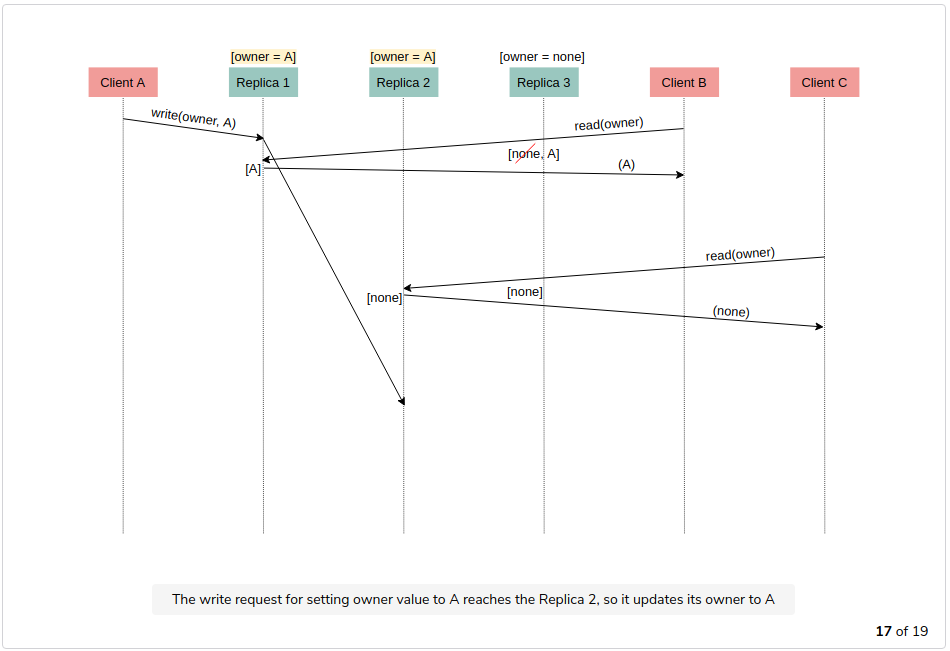 [owner = A] [owner = A] [owner = none]
Client A Replica 1 Replica 2 Replica 3 Client B Client C
write(owner, A) read(owner)
[none, A] (A)
[A]
read(owner)
[none] [none] (none)
The write request for setting owner value to A reaches the Replica 2, so it updates its owner to A
17 of 19